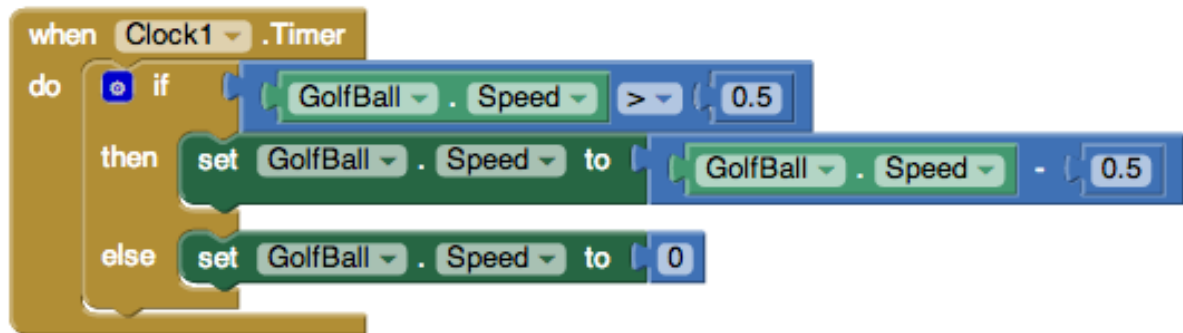 when Clock1 .Timer
do if GolfBall . Speed > 0.5
then set GolfBall . Speed to GolfBall . Speed - 0.5
else set GolfBall . Speed to 0